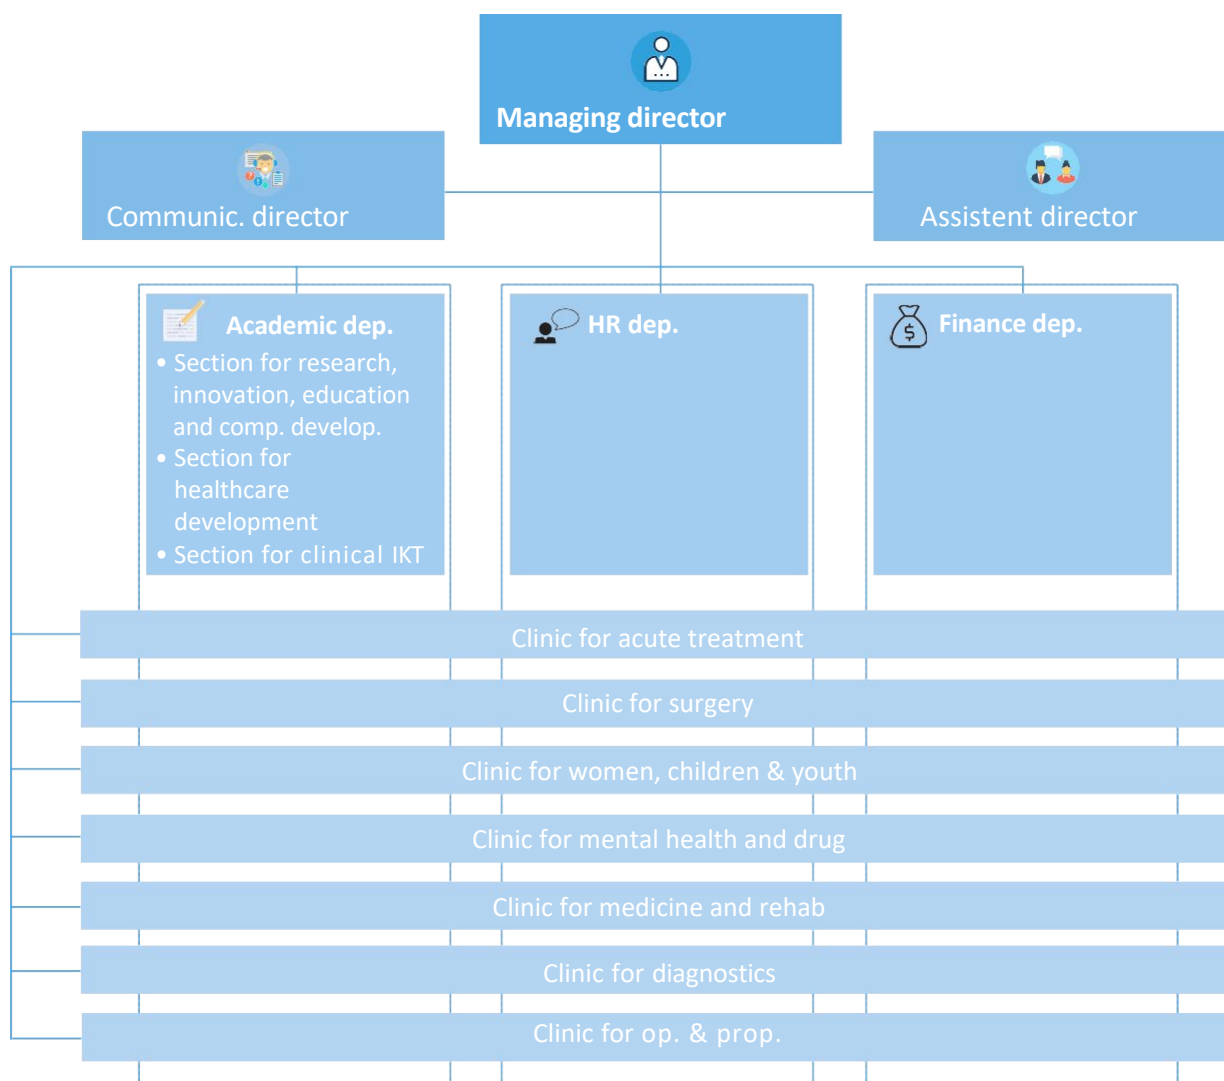 Managing director
Communic. director
Assistent director
Academic dep.
• Section for research,
innovation, education
and comp. develop.
• Section for
healthcare
development
• Section for clinical IKT
HR dep.
Finance dep.
Clinic for acute treatment
Clinic for surgery
Clinic for women, children & youth
Clinic for mental health and drug
Clinic for medicine and rehab
Clinic for diagnostics
Clinic for op. & prop.